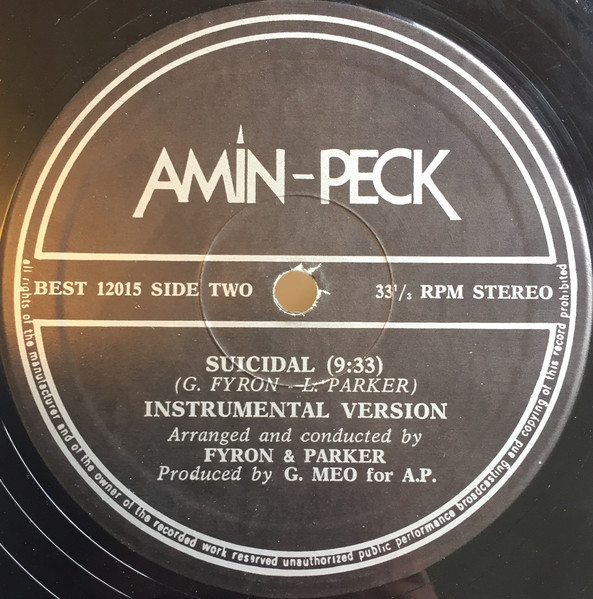 AMIN-PECK
BEST 12015 SIDE TWO
33¹/₃ RPM STEREO
SUICIDAL (9:33)
(G. FYRON - L. PARKER)
INSTRUMENTAL VERSION
Arranged and conducted by
FYRON & PARKER
Produced by G. MEO for A.P.
all rights of the manufacturer and of the owner of the recorded work reserved unauthorized public performance broadcasting and copying of this record prohibited